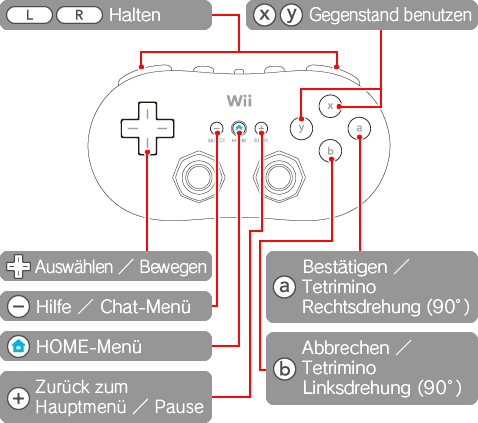 L R Halten
x y Gegenstand benutzen
Wii
x
y
a
b
SELECT HOME START
Auswählen / Bewegen
Hilfe / Chat-Menü
HOME-Menü
Zurück zum
Hauptmenü / Pause
Bestätigen /
a Tetrimino
Rechtsdrehung (90°)
Abbrechen /
b Tetrimino
Linksdrehung (90°)